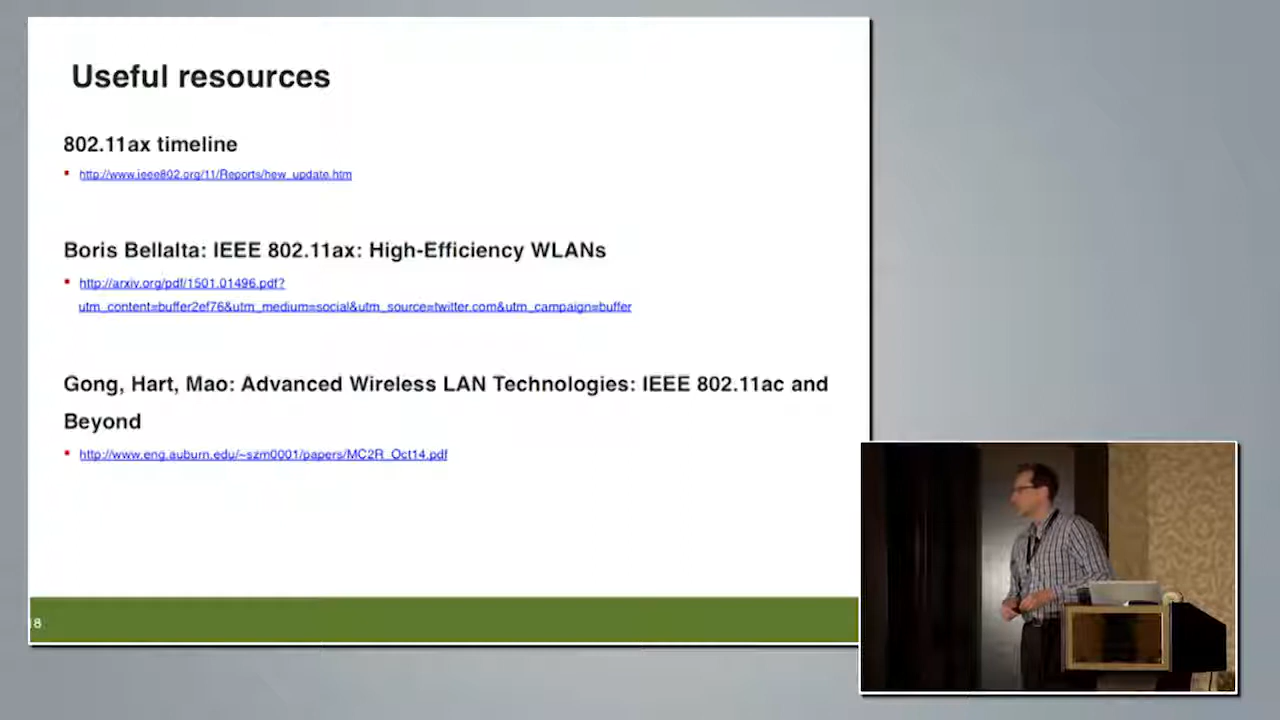 Useful resources
802.11ax timeline
http://www.ieee802.org/11/Reports/hew_update.htm
Boris Bellalta: IEEE 802.11ax: High-Efficiency WLANs
http://arxiv.org/pdf/1501.01496.pdf?
utm_content=buffer2ef76&utm_medium=social&utm_source=twitter.com&utm_campaign=buffer
Gong, Hart, Mao: Advanced Wireless LAN Technologies: IEEE 802.11ac and
Beyond
http://www.eng.auburn.edu/~szm0001/papers/MC2R_Oct14.pdf
18